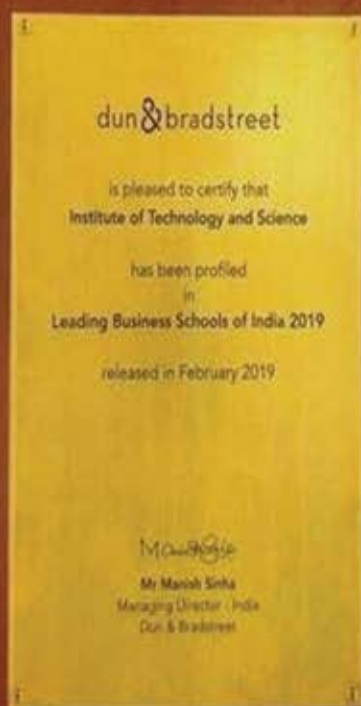 dun&bradstreet
is pleased to certify that
Institute of Technology and Science
has been profiled
in
Leading Business Schools of India 2019
released in February 2019
Mr Manish Sinha
Managing Director - India
Dun & Bradstreet